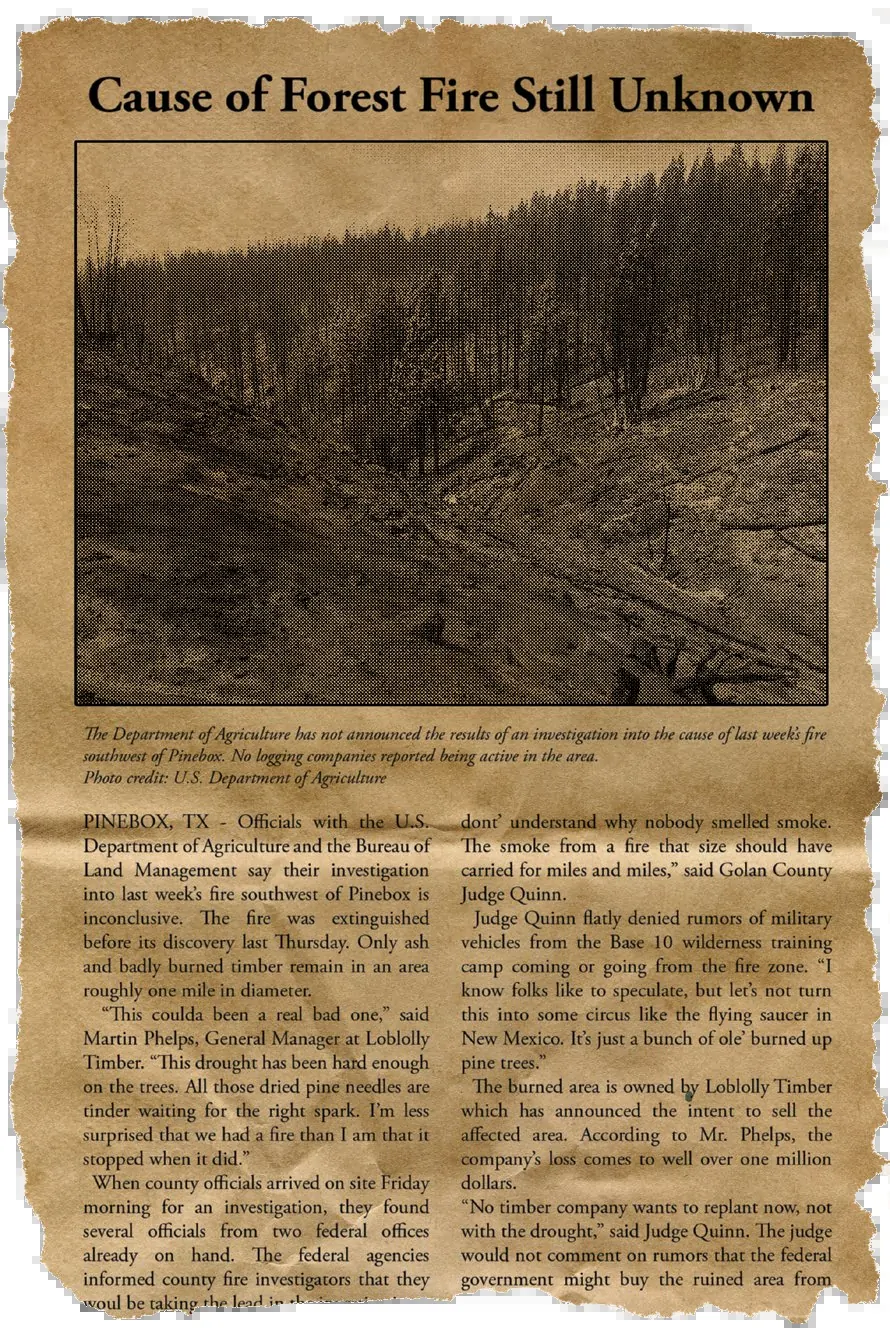 Cause of Forest Fire Still Unknown
The Department of Agriculture has not announced the results of an investigation into the cause of last week's fire
southwest of Pinebox. No logging companies reported being active in the area.
Photo credit: U.S. Department of Agriculture
PINEBOX, TX - Officials with the U.S.
Department of Agriculture and the Bureau of
Land Management say their investigation
into last week's fire southwest of Pinebox is
inconclusive. The fire was extinguished
before its discovery last Thursday. Only ash
and badly burned timber remain in an area
roughly one mile in diameter.
"This coulda been a real bad one," said
Martin Phelps, General Manager at Loblolly
Timber. "This drought has been hard enough
on the trees. All those dried pine needles are
tinder waiting for the right spark. I'm less
surprised that we had a fire than I am that it
stopped when it did."
When county officials arrived on site Friday
morning for an investigation, they found
several officials from two federal offices
already on hand. The federal agencies
informed county fire investigators that they
woul be taking the lead in the
dont' understand why nobody smelled smoke.
The smoke from a fire that size should have
carried for miles and miles," said Golan County
Judge Quinn.
Judge Quinn flatly denied rumors of military
vehicles from the Base 10 wilderness training
camp coming or going from the fire zone. "I
know folks like to speculate, but let's not turn
this into some circus like the flying saucer in
New Mexico. It's just a bunch of ole' burned up
pine trees."
The burned area is owned by Loblolly Timber
which has announced the intent to sell the
affected area. According to Mr. Phelps, the
company's loss comes to well over one million
dollars.
"No timber company wants to replant now, not
with the drought," said Judge Quinn. The judge
would not comment on rumors that the federal
government might buy the ruined area from